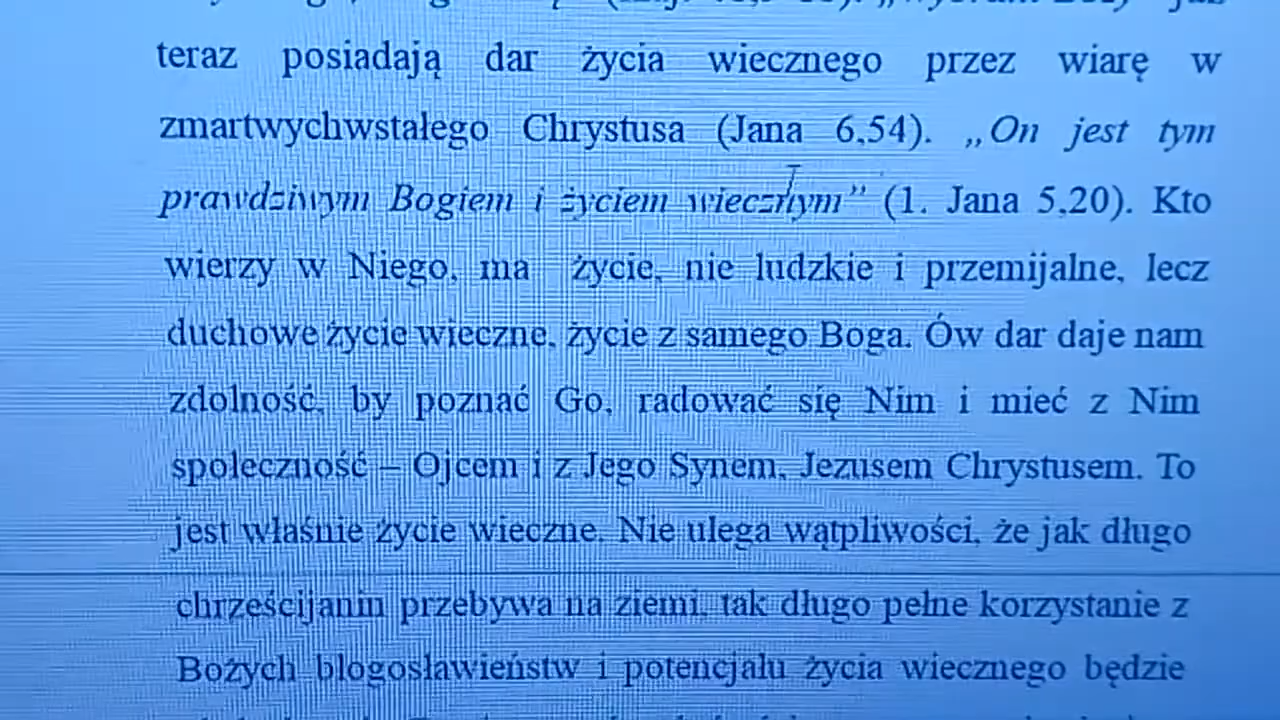 teraz posiadają dar życia wiecznego przez wiarę w
zmartwychwstałego Chrystusa (Jana 6,54). „On jest tym
prawdziwym Bogiem i życiem wiecznym” (1. Jana 5,20). Kto
wierzy w Niego, ma życie, nie ludzkie i przemijalne, lecz
duchowe życie wieczne, życie z samego Boga. Ów dar daje nam
zdolność, by poznać Go, radować się Nim i mieć z Nim
społeczność – Ojcem i z Jego Synem, Jezusem Chrystusem. To
jest właśnie życie wieczne. Nie ulega wątpliwości, że jak długo
chrześcijanin przebywa na ziemi, tak długo pełne korzystanie z
Bożych błogosławieństw i potencjału życia wiecznego będzie